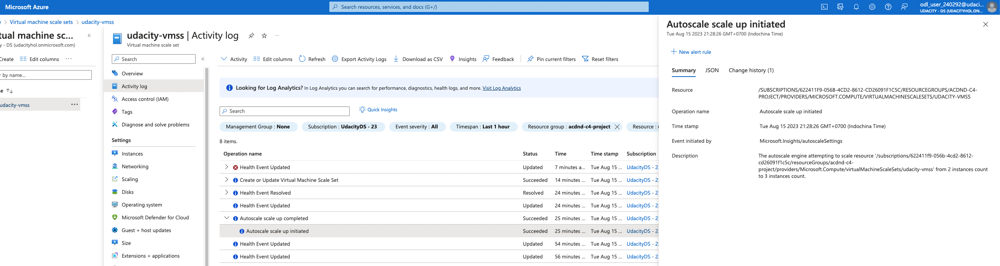 Microsoft Azure
Search resources, services, and docs (G+/)
odl_user_240292@udaci...
UDACITY - DS (UDACITYHOL.ON...
e > Virtual machine scale sets > udacity-vmss
tual machine sc...
y - DS (udacityhol.onmicrosoft.com)
Create Edit columns ...
r by name...
ne
udacity-vmss ...
udacity-vmss | Activity log ...
Virtual machine scale set
Search
Overview
Activity log
Access control (IAM)
Tags
Diagnose and solve problems
Settings
Instances
Networking
Scaling
Disks
Operating system
Microsoft Defender for Cloud
Guest + host updates
Size
Extensions + applications
Activity Edit columns Refresh Export Activity Logs Download as CSV Insights Feedback Pin current filters Reset filters
Looking for Log Analytics? In Log Analytics you can search for performance, diagnostics, health logs, and more. Visit Log Analytics
Search Quick Insights
Management Group : None Subscription : UdacityDS - 23 Event severity : All Timespan : Last 1 hour Resource group : acdnd-c4-project Resource :
8 items.
Operation name Status Time Time stamp Subscription
Health Event Updated Updated 7 minutes a... Tue Aug 15 ... UdacityDS - 2
Create or Update Virtual Machine Scale Set Succeeded 14 minutes ... Tue Aug 15 ... UdacityDS - 2
Health Event Resolved Resolved 24 minutes ... Tue Aug 15 ... UdacityDS - 2
Health Event Updated Updated 24 minutes ... Tue Aug 15 ... UdacityDS - 2
Autoscale scale up completed Succeeded 25 minutes ... Tue Aug 15 ... UdacityDS - 2
Autoscale scale up initiated Succeeded 25 minutes ... Tue Aug 15 ... UdacityDS - 2
Health Event Updated Updated 54 minutes ... Tue Aug 15 ... UdacityDS - 2
Health Event Updated Updated 56 minutes ... Tue Aug 15 ... UdacityDS - 2
Autoscale scale up initiated
Tue Aug 15 2023 21:28:26 GMT+0700 (Indochina Time)
New alert rule
Summary JSON Change history (1)
Resource /SUBSCRIPTIONS/622411F9-056B-4CD2-8612-CD26091F1C5C/RESOURCEGROUPS/ACDND-C4-
PROJECT/PROVIDERS/MICROSOFT.COMPUTE/VIRTUALMACHINESCALESETS/UDACITY-VMSS
Operation name Autoscale scale up initiated
Time stamp Tue Aug 15 2023 21:28:26 GMT+0700 (Indochina Time)
Event initiated by Microsoft.Insights/autoscaleSettings
Description The autoscale engine attempting to scale resource '/subscriptions/622411f9-056b-4cd2-8612-
cd26091f1c5c/resourceGroups/acdnd-c4-
project/providers/Microsoft.Compute/virtualMachineScaleSets/udacity-vmss' from 2 instances count
to 3 instances count.